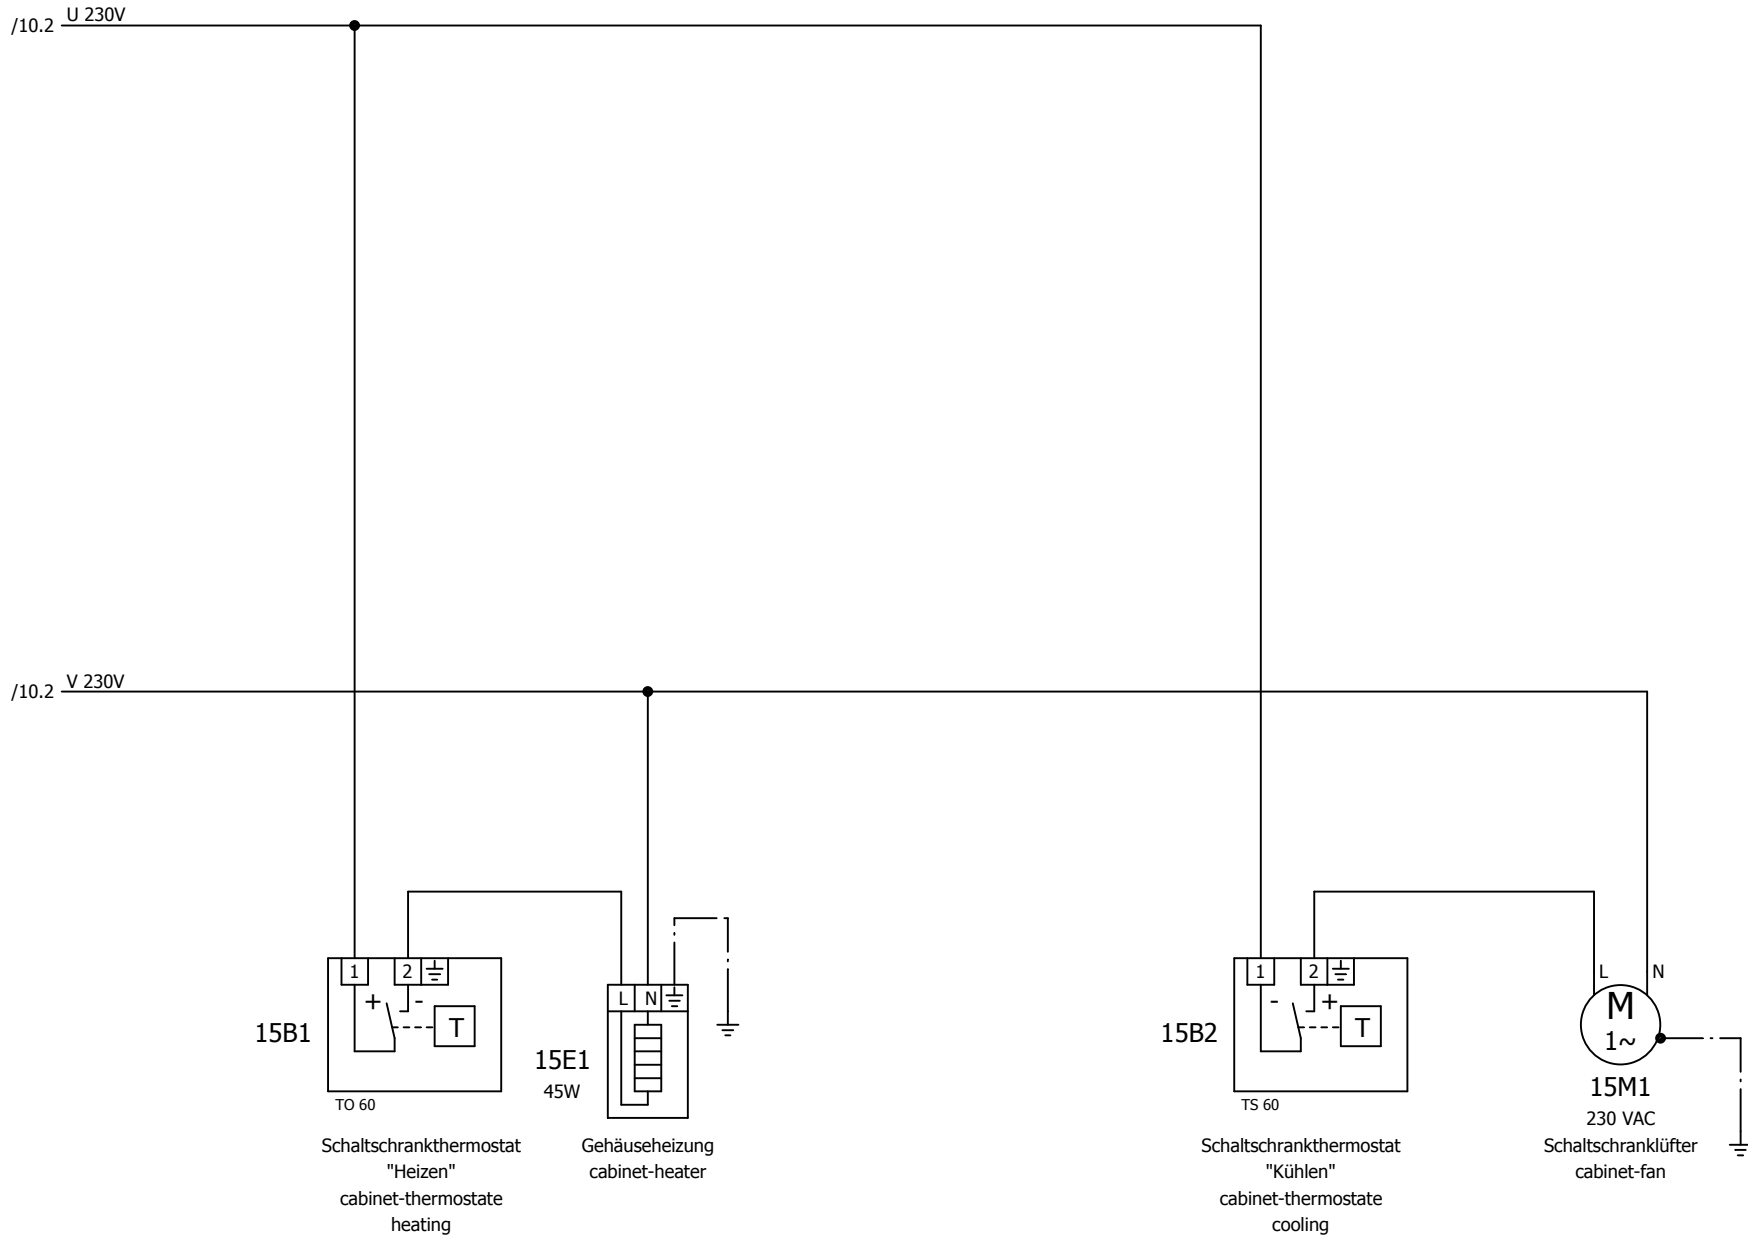 /10.2 U 230V
/10.2 V 230V
1 2
+ -
T
15B1
TO 60
Schaltschrankthermostat
"Heizen"
cabinet-thermostate
heating
L N
15E1
45W
Gehäuseheizung
cabinet-heater
1 2
- +
T
15B2
TS 60
Schaltschrankthermostat
"Kühlen"
cabinet-thermostate
cooling
L N
M
1~
15M1
230 VAC
Schaltschranklüfter
cabinet-fan